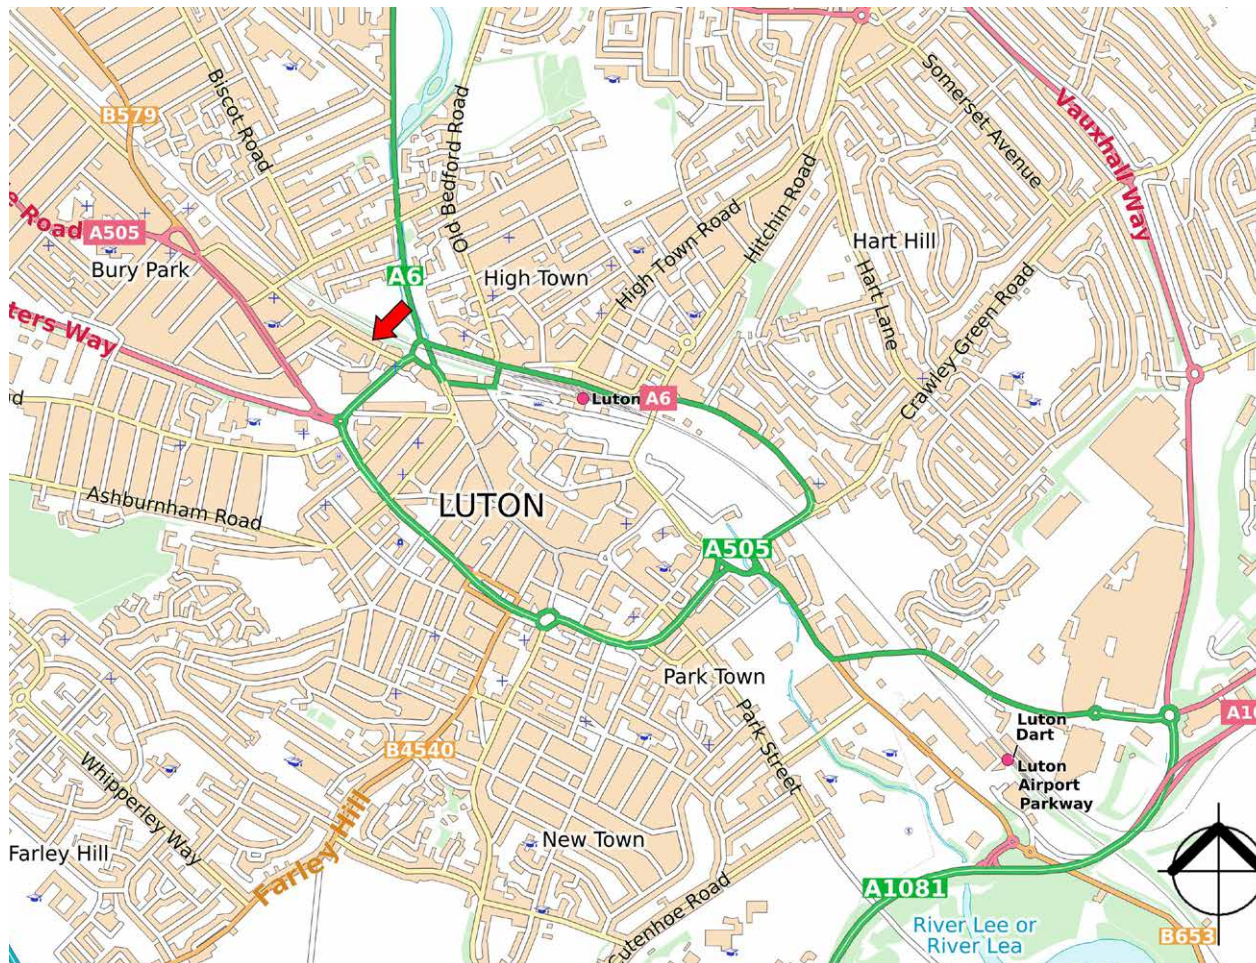 B579
Biscot Road
Old Bedford Road
Somerset Avenue
Vauxhall Way
e Road
A505
Bury Park
A6
High Town
High Town Road
Hitchin Road
Hart Hill
Hart Lane
Crawley Green Road
ters Way
d
Luton
A6
Ashburnham Road
LUTON
A505
Park Town
Park Street
Luton
Dart
Luton
Airport
Parkway
A10
B4540
Whipperley Way
Farley Hill
Farley Hill
New Town
Cutenhoe Road
A1081
River Lee or
River Lea
B653